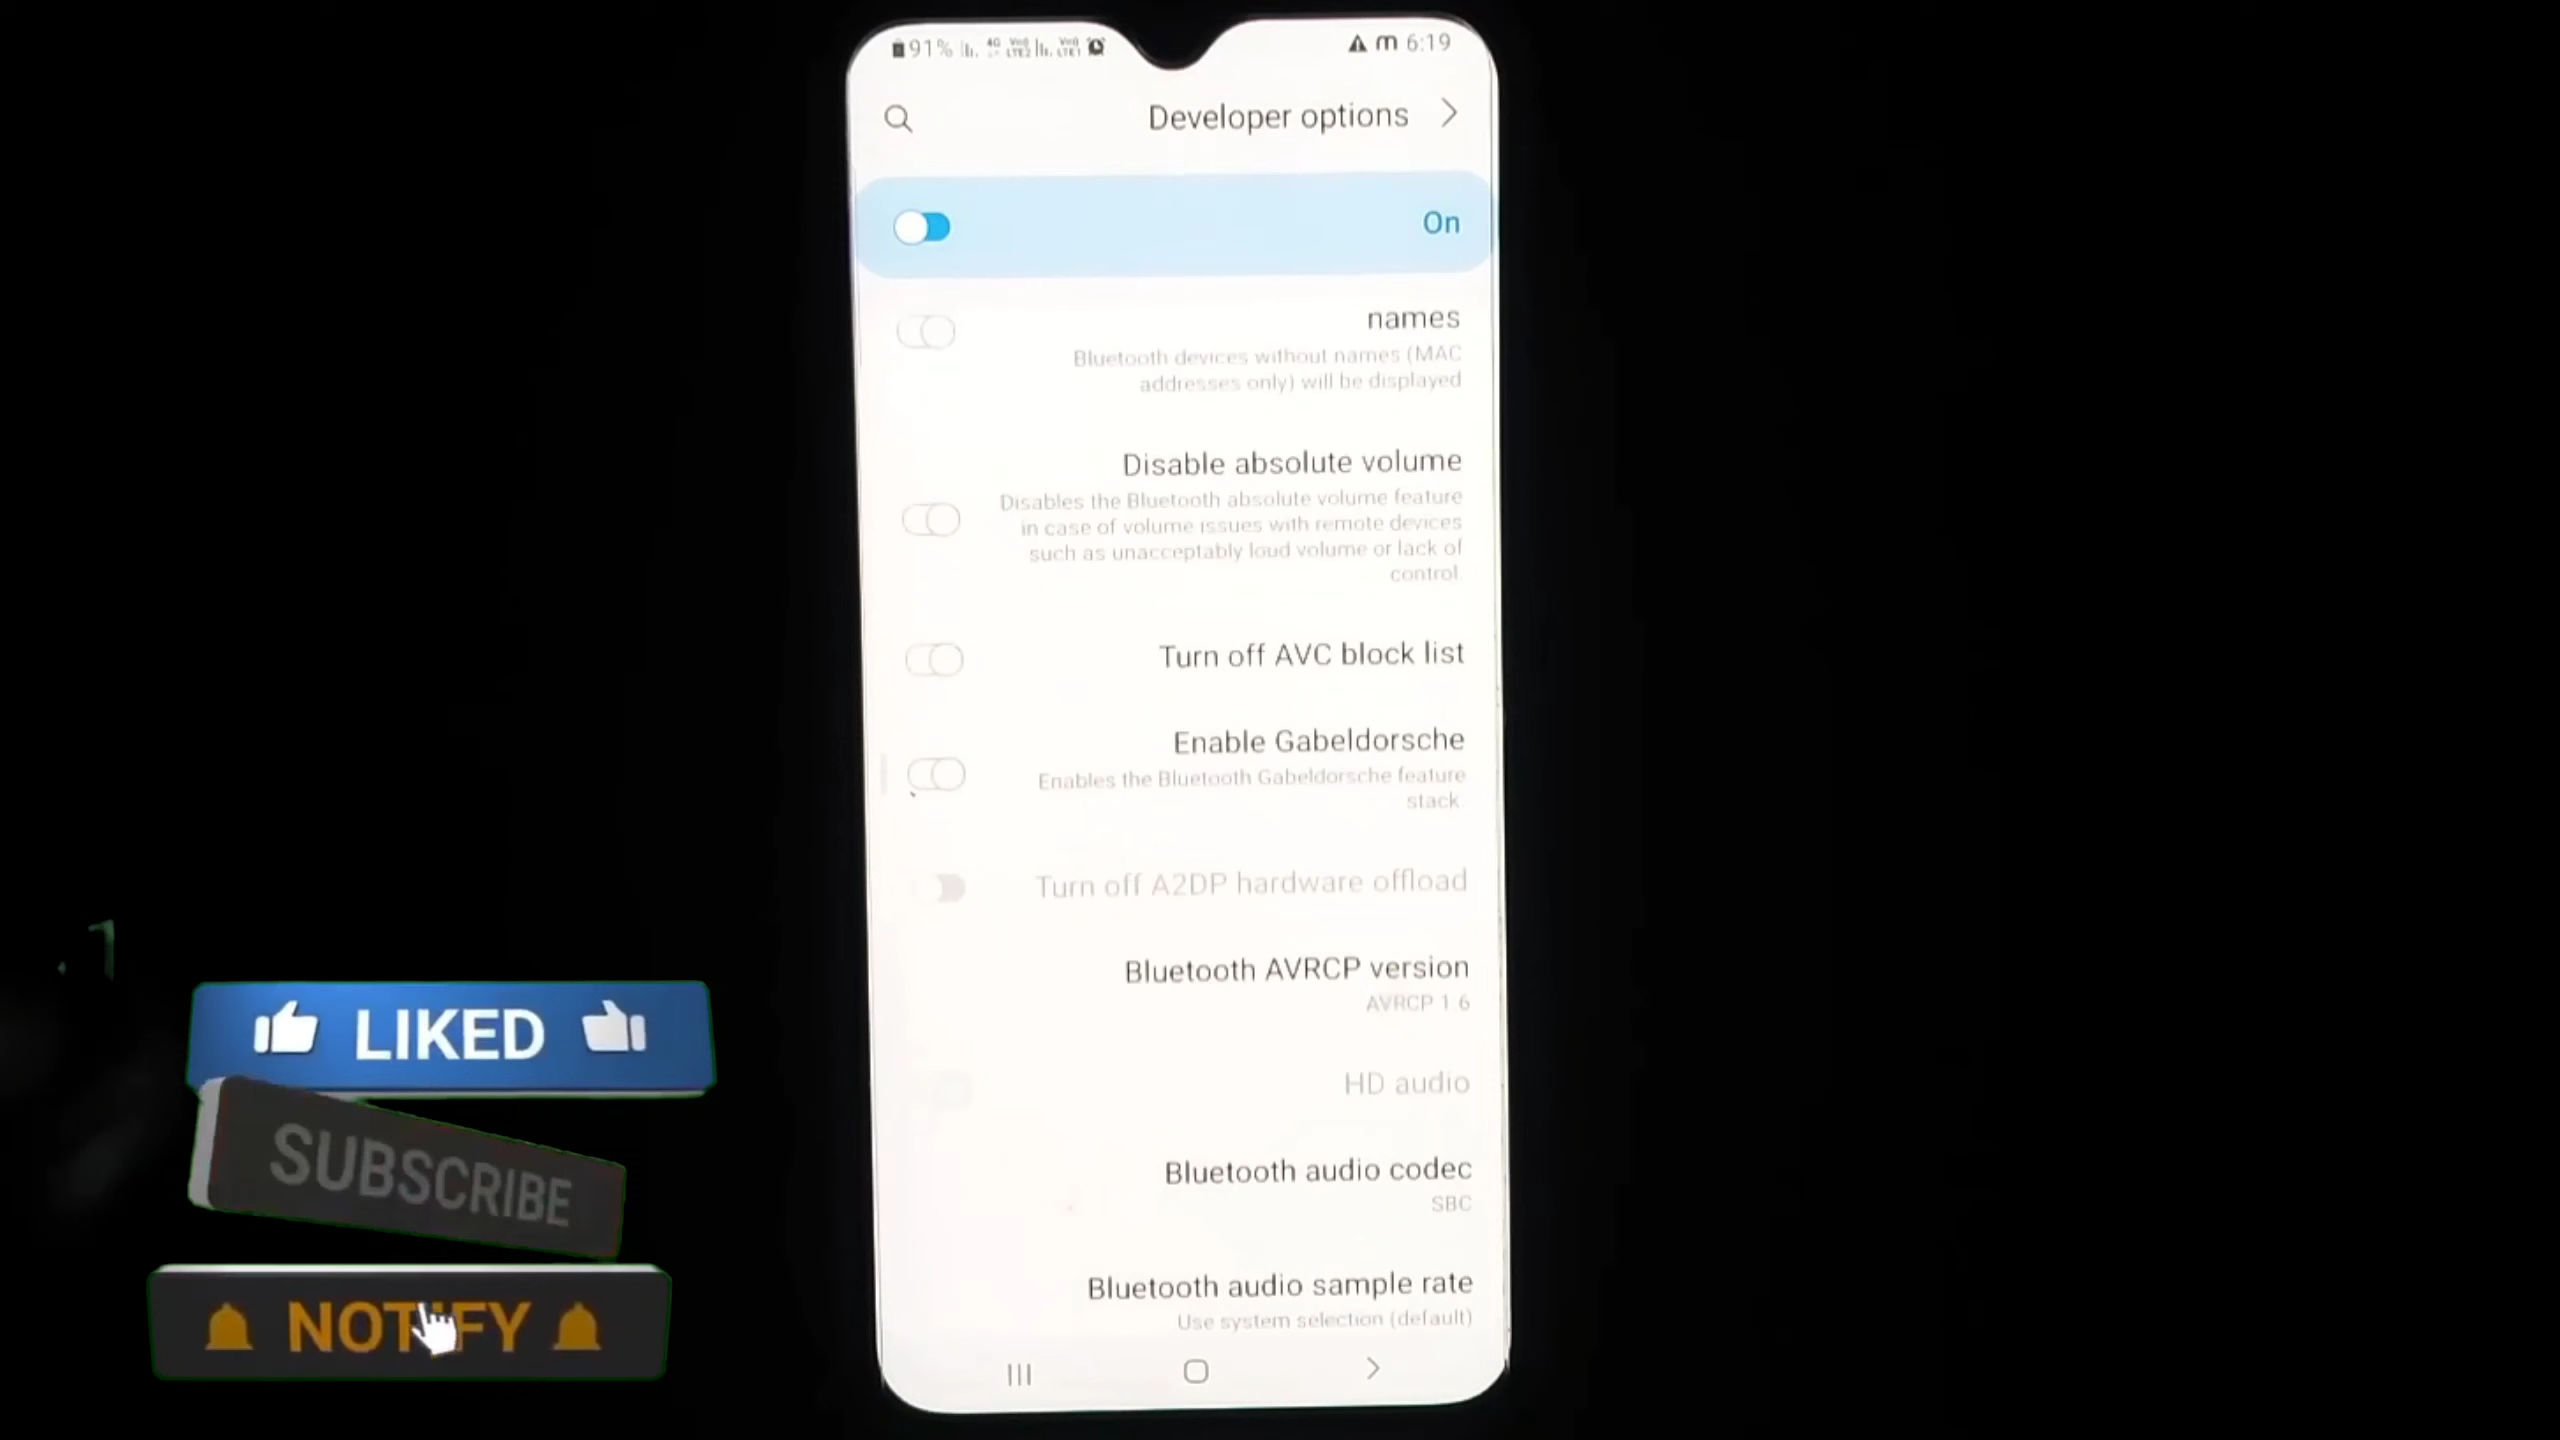 91%
6:19
Developer options
On
names
Bluetooth devices without names (MAC
addresses only) will be displayed
Disable absolute volume
Disables the Bluetooth absolute volume feature
in case of volume issues with remote devices
such as unacceptably loud volume or lack of
control.
Turn off AVC block list
Enable Gabeldorsche
Enables the Bluetooth Gabeldorsche feature
stack.
Turn off A2DP hardware offload
Bluetooth AVRCP version
AVRCP 1.6
HD audio
Bluetooth audio codec
SBC
Bluetooth audio sample rate
Use system selection (default)
LIKED
SUBSCRIBE
NOTIFY